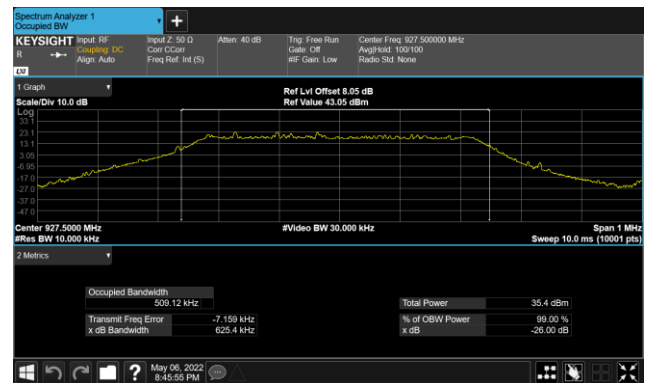 Spectrum Analyzer 1
Occupied BW
+
KEYSIGHT
R
LXI
Input: RF
Coupling: DC
Align: Auto
Input Z: 50 Ω
Corr CCorr
Freq Ref: Int (S)
Atten: 40 dB
Trig: Free Run
Gate: Off
#IF Gain: Low
Center Freq: 927.500000 MHz
Avg|Hold: 100/100
Radio Std: None
1 Graph
Scale/Div 10.0 dB
Ref Lvl Offset 8.05 dB
Ref Value 43.05 dBm
Log
33.1
23.1
13.1
3.05
-6.95
-17.0
-27.0
-37.0
-47.0
Center 927.5000 MHz
#Res BW 10.000 kHz
#Video BW 30.000 kHz
Span 1 MHz
Sweep 10.0 ms (10001 pts)
2 Metrics
Occupied Bandwidth
509.12 kHz
Transmit Freq Error -7.159 kHz
x dB Bandwidth 625.4 kHz
Total Power 35.4 dBm
% of OBW Power 99.00 %
x dB -26.00 dB
?
May 06, 2022
8:45:55 PM